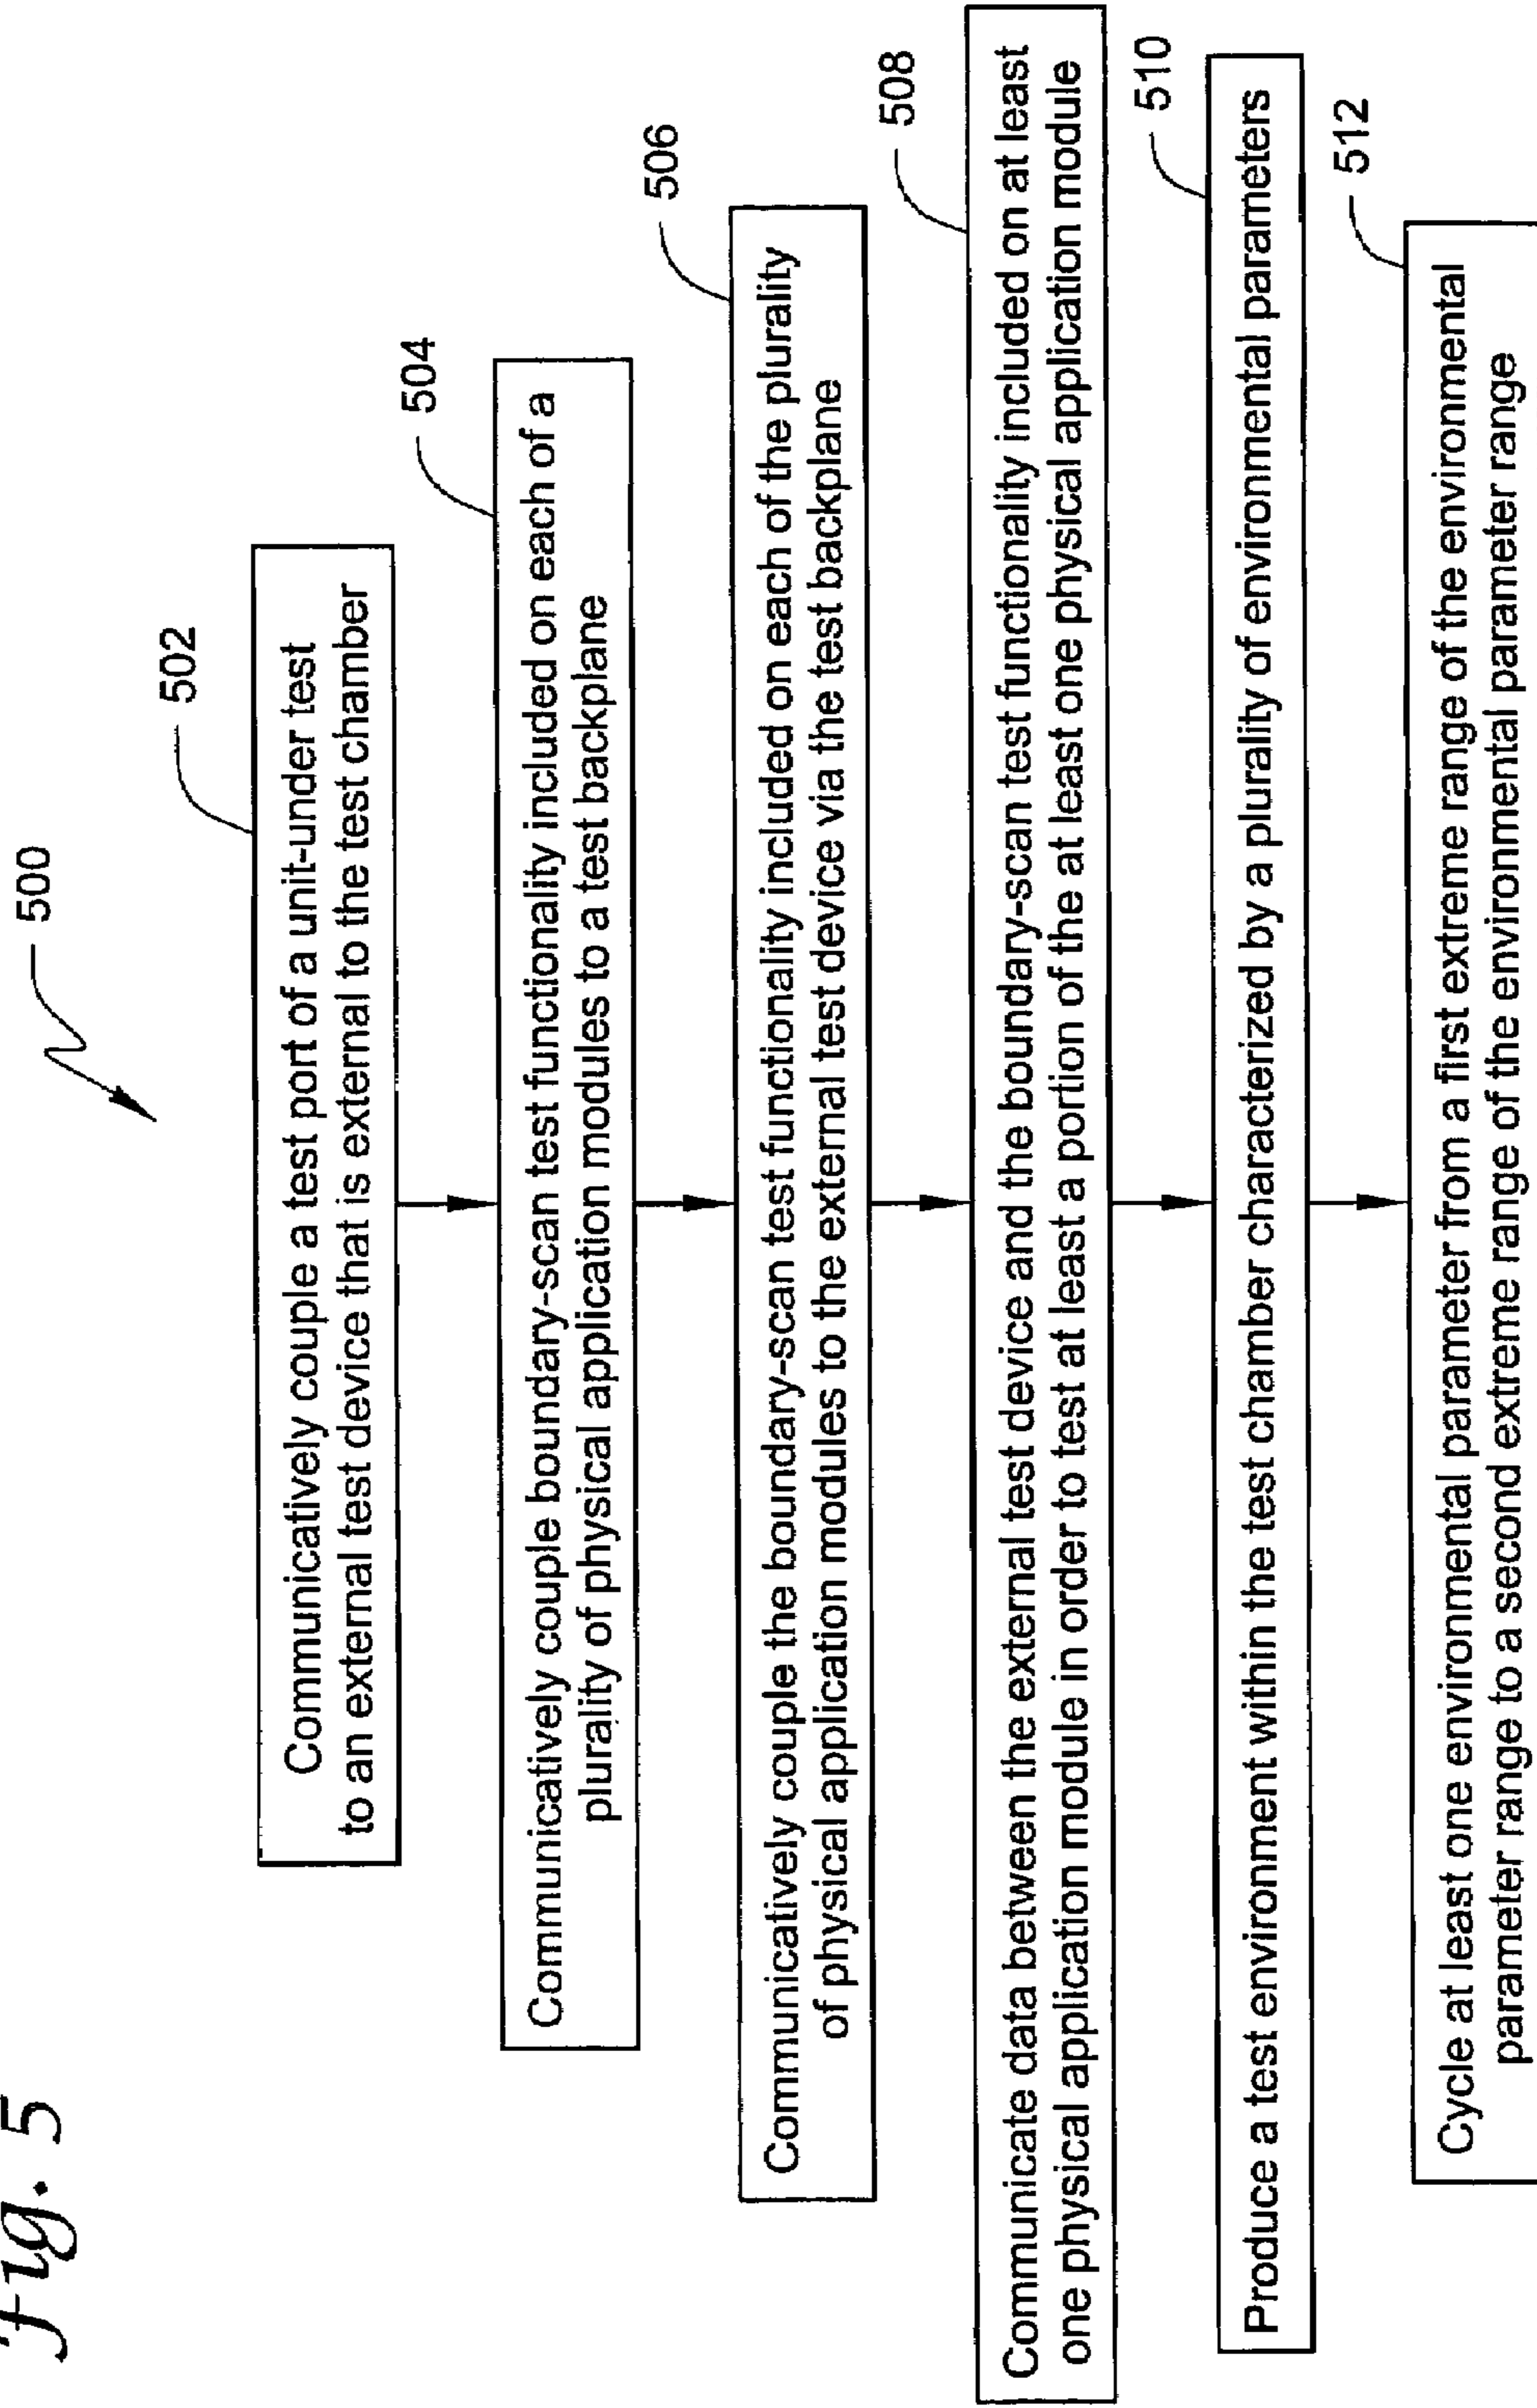 Fig. 5
500
502
Communicatively couple a test port of a unit-under test
to an external test device that is external to the test chamber
504
Communicatively couple boundary-scan test functionality included on each of a
plurality of physical application modules to a test backplane
506
Communicatively couple the boundary-scan test functionality included on each of the plurality
of physical application modules to the external test device via the test backplane
508
Communicate data between the external test device and the boundary-scan test functionality included on at least
one physical application module in order to test at least a portion of the at least one physical application module
510
Produce a test environment within the test chamber characterized by a plurality of environmental parameters
512
Cycle at least one environmental parameter from a first extreme range of the environmental
parameter range to a second extreme range of the environmental parameter range